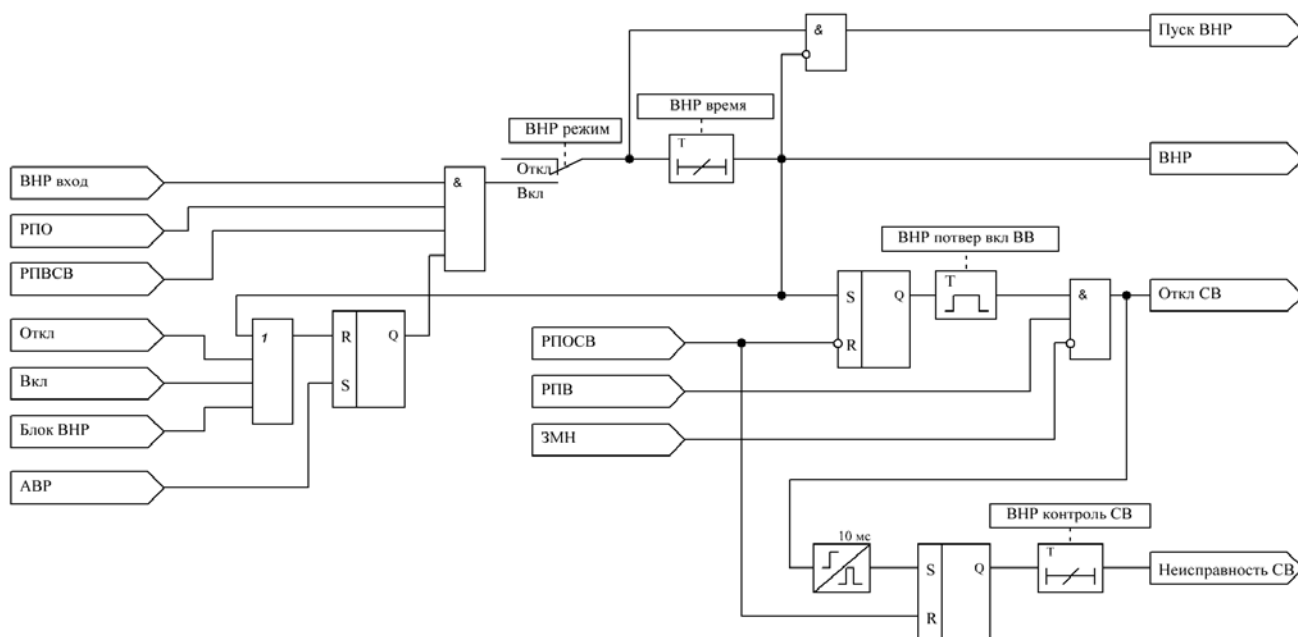 &
Пуск ВНР
ВНР время
ВНР режим
T
Откл
Вкл
ВНР
ВНР вход
&
РПО
РПВСВ
ВНР потвер вкл ВВ
S
Q
T
&
Откл СВ
Откл
1
R
Q
РПОСВ
R
Вкл
S
РПВ
Блок ВНР
ЗМН
АВР
ВНР контроль СВ
10 мс
T
S
Q
Неисправность СВ
R